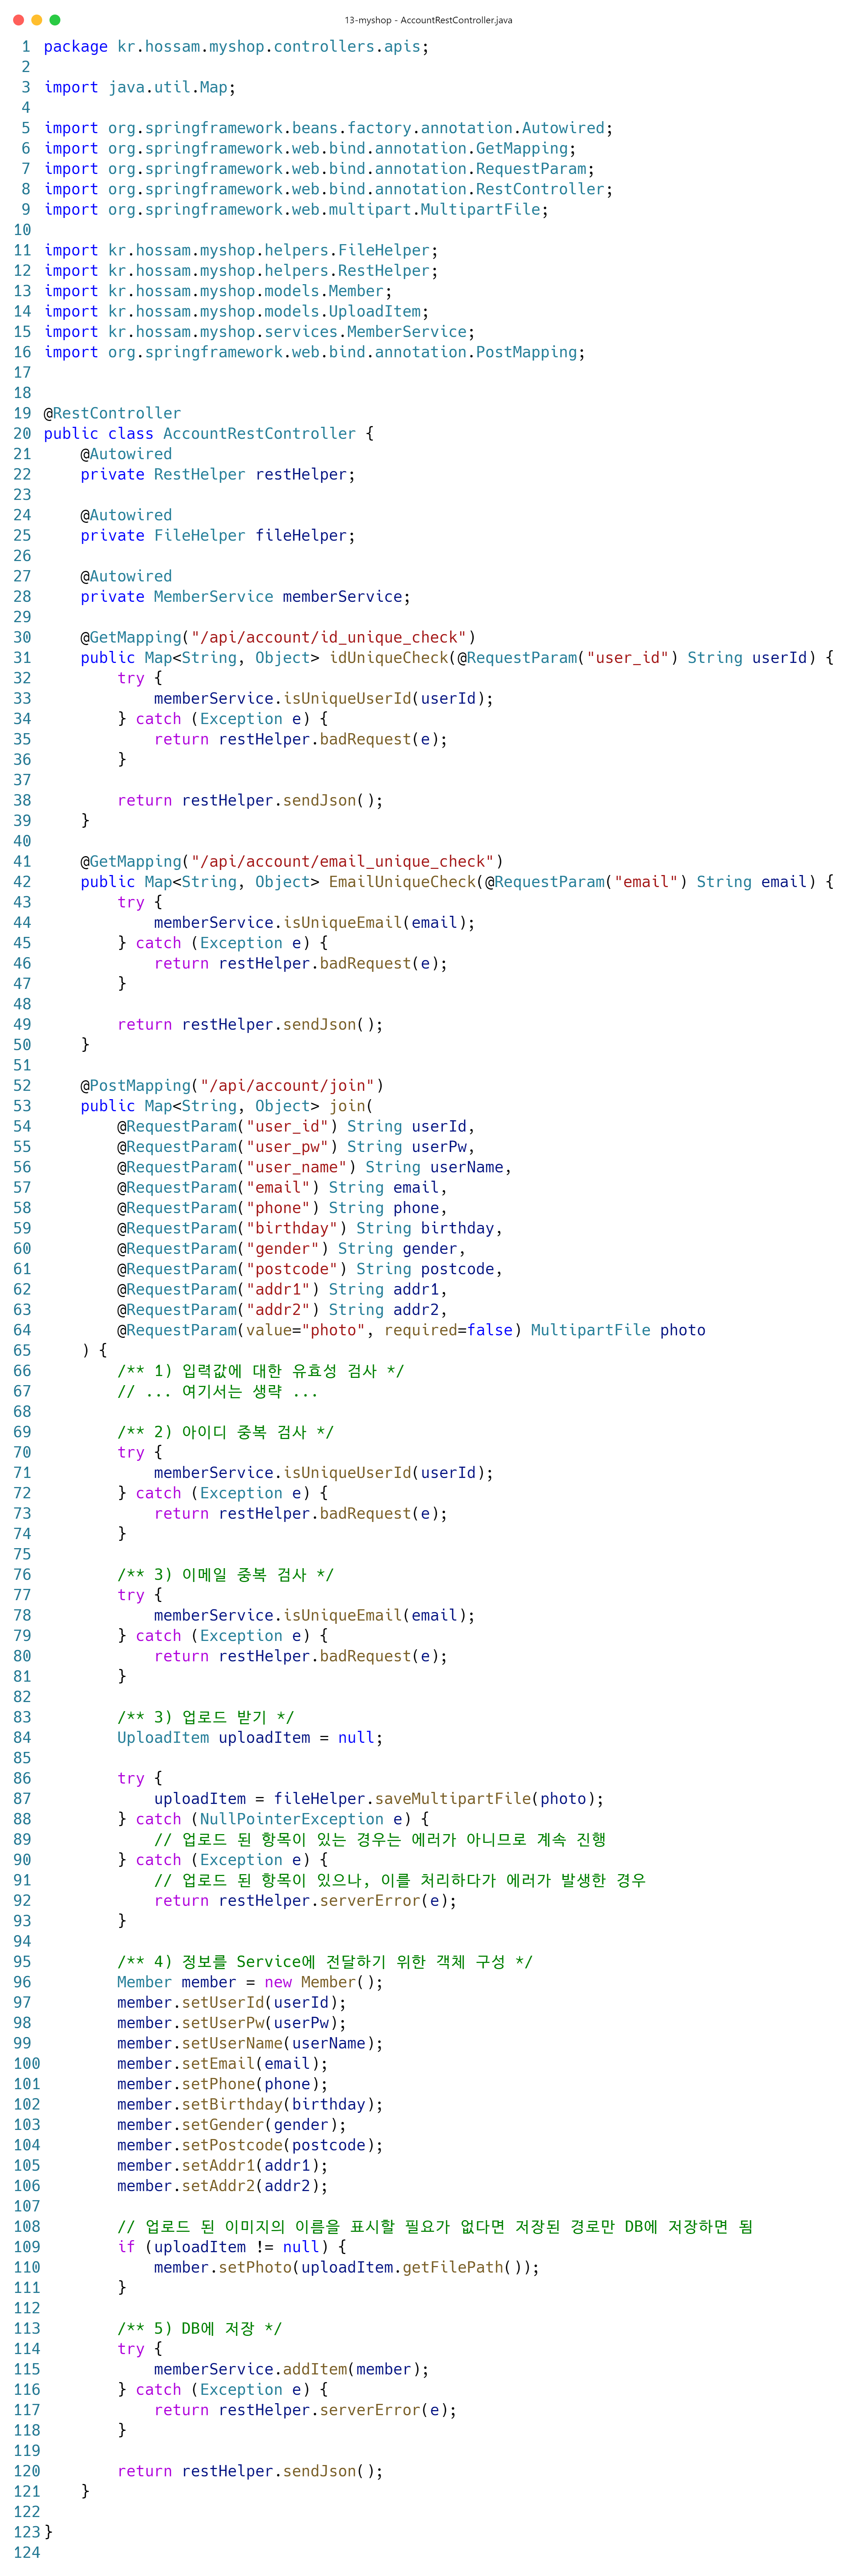 13-myshop - AccountRestController.java
1 package kr.hossam.myshop.controllers.apis;
2
3 import java.util.Map;
4
5 import org.springframework.beans.factory.annotation.Autowired;
6 import org.springframework.web.bind.annotation.GetMapping;
7 import org.springframework.web.bind.annotation.RequestParam;
8 import org.springframework.web.bind.annotation.RestController;
9 import org.springframework.web.multipart.MultipartFile;
10
11 import kr.hossam.myshop.helpers.FileHelper;
12 import kr.hossam.myshop.helpers.RestHelper;
13 import kr.hossam.myshop.models.Member;
14 import kr.hossam.myshop.models.UploadItem;
15 import kr.hossam.myshop.services.MemberService;
16 import org.springframework.web.bind.annotation.PostMapping;
17
18
19 @RestController
20 public class AccountRestController {
21     @Autowired
22     private RestHelper restHelper;
23
24     @Autowired
25     private FileHelper fileHelper;
26
27     @Autowired
28     private MemberService memberService;
29
30     @GetMapping("/api/account/id_unique_check")
31     public Map<String, Object> idUniqueCheck(@RequestParam("user_id") String userId) {
32         try {
33             memberService.isUniqueUserId(userId);
34         } catch (Exception e) {
35             return restHelper.badRequest(e);
36         }
37
38         return restHelper.sendJson();
39     }
40
41     @GetMapping("/api/account/email_unique_check")
42     public Map<String, Object> EmailUniqueCheck(@RequestParam("email") String email) {
43         try {
44             memberService.isUniqueEmail(email);
45         } catch (Exception e) {
46             return restHelper.badRequest(e);
47         }
48
49         return restHelper.sendJson();
50     }
51
52     @PostMapping("/api/account/join")
53     public Map<String, Object> join(
54         @RequestParam("user_id") String userId,
55         @RequestParam("user_pw") String userPw,
56         @RequestParam("user_name") String userName,
57         @RequestParam("email") String email,
58         @RequestParam("phone") String phone,
59         @RequestParam("birthday") String birthday,
60         @RequestParam("gender") String gender,
61         @RequestParam("postcode") String postcode,
62         @RequestParam("addr1") String addr1,
63         @RequestParam("addr2") String addr2,
64         @RequestParam(value="photo", required=false) MultipartFile photo
65     ) {
66         /** 1) 입력값에 대한 유효성 검사 */
67         // ... 여기서는 생략 ...
68
69         /** 2) 아이디 중복 검사 */
70         try {
71             memberService.isUniqueUserId(userId);
72         } catch (Exception e) {
73             return restHelper.badRequest(e);
74         }
75
76         /** 3) 이메일 중복 검사 */
77         try {
78             memberService.isUniqueEmail(email);
79         } catch (Exception e) {
80             return restHelper.badRequest(e);
81         }
82
83         /** 3) 업로드 받기 */
84         UploadItem uploadItem = null;
85
86         try {
87             uploadItem = fileHelper.saveMultipartFile(photo);
88         } catch (NullPointerException e) {
89             // 업로드 된 항목이 있는 경우는 에러가 아니므로 계속 진행
90         } catch (Exception e) {
91             // 업로드 된 항목이 있으나, 이를 처리하다가 에러가 발생한 경우
92             return restHelper.serverError(e);
93         }
94
95         /** 4) 정보를 Service에 전달하기 위한 객체 구성 */
96         Member member = new Member();
97         member.setUserId(userId);
98         member.setUserPw(userPw);
99         member.setUserName(userName);
100         member.setEmail(email);
101         member.setPhone(phone);
102         member.setBirthday(birthday);
103         member.setGender(gender);
104         member.setPostcode(postcode);
105         member.setAddr1(addr1);
106         member.setAddr2(addr2);
107
108         // 업로드 된 이미지의 이름을 표시할 필요가 없다면 저장된 경로만 DB에 저장하면 됨
109         if (uploadItem != null) {
110             member.setPhoto(uploadItem.getFilePath());
111         }
112
113         /** 5) DB에 저장 */
114         try {
115             memberService.addItem(member);
116         } catch (Exception e) {
117             return restHelper.serverError(e);
118         }
119
120         return restHelper.sendJson();
121     }
122
123 }
124